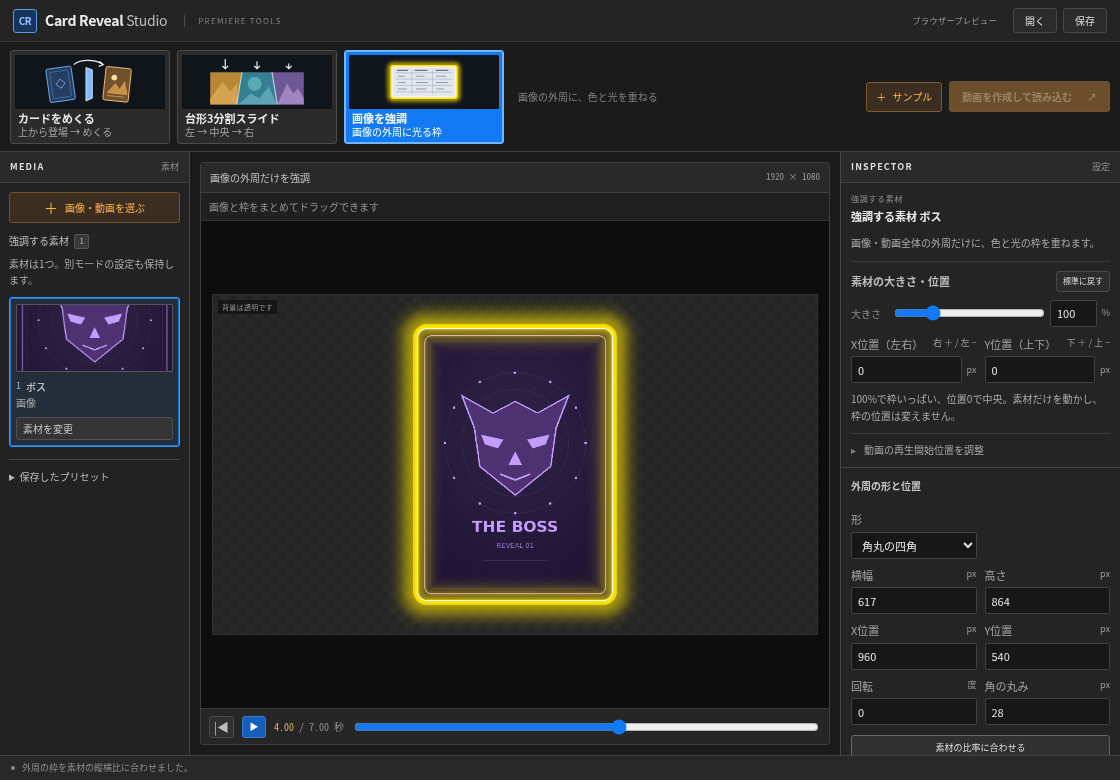 CR Card Reveal Studio PREMIERE TOOLS ブラウザープレビュー 開く 保存
カードをめくる
上から登場 → めくる
台形3分割スライド
左 → 中央 → 右
画像を強調
画像の外周に光る枠
画像の外周に、色と光を重ねる
＋ サンプル
動画を作成して読み込む ↗
MEDIA 素材
＋ 画像・動画を選ぶ
強調する素材 1
素材は1つ。別モードの設定も保持し
ます。
1 ボス
画像
素材を変更
▶ 保存したプリセット
画像の外周だけを強調 1920 × 1080
画像と枠をまとめてドラッグできます
背景は透明です
THE BOSS
REVEAL 01
4.00 / 7.00 秒
INSPECTOR 設定
強調する素材
強調する素材 ボス
画像・動画全体の外周だけに、色と光の枠を重ねます。
素材の大きさ・位置 標準に戻す
大きさ 100 %
X位置（左右） 右＋/左− Y位置（上下） 下＋/上−
0 px 0 px
100%で枠いっぱい、位置0で中央。素材だけを動かし、
枠の位置は変えません。
▶ 動画の再生開始位置を調整
外周の形と位置
形
角丸の四角
横幅 px 高さ px
617 864
X位置 px Y位置 px
960 540
回転 度 角の丸み px
0 28
素材の比率に合わせる
● 外周の枠を素材の縦横比に合わせました。